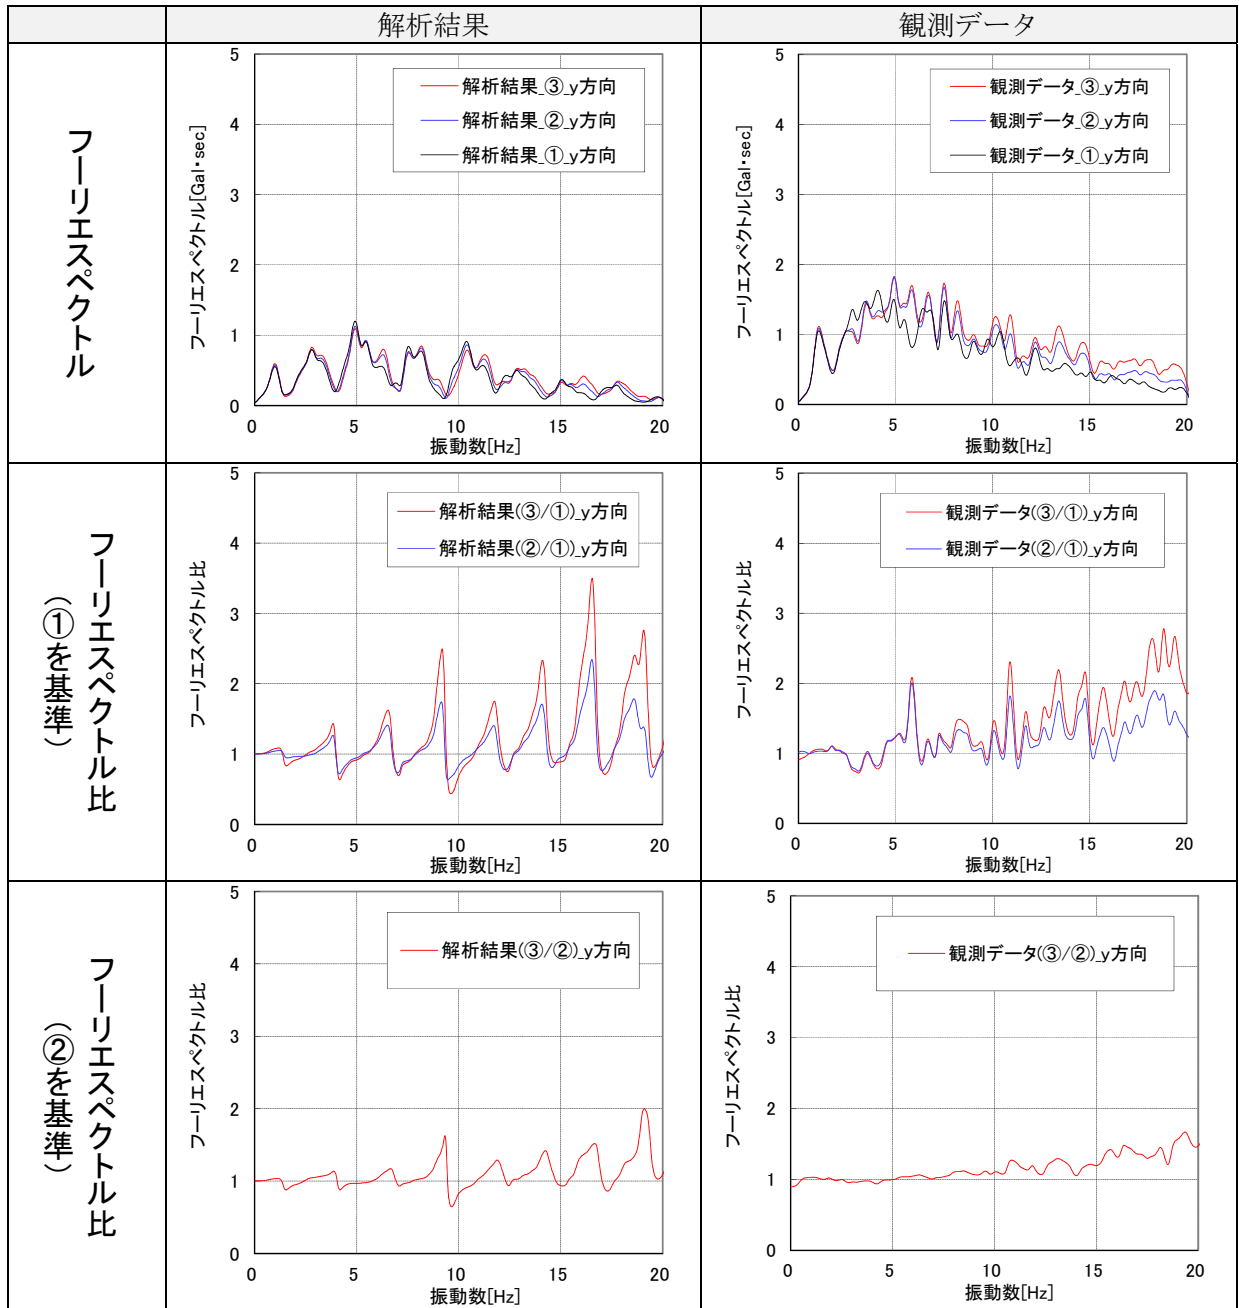 解析結果
観測データ
フーリエスペクトル
フーリエスペクトル[Gal・sec]
5
4
3
2
1
0
解析結果_③_y方向
解析結果_②_y方向
解析結果_①_y方向
0
5
10
15
20
振動数[Hz]
フーリエスペクトル[Gal・sec]
5
4
3
2
1
0
観測データ_③_y方向
観測データ_②_y方向
観測データ_①_y方向
0
5
10
15
20
振動数[Hz]
フーリエスペクトル比
(①を基準)
フーリエスペクトル比
5
4
3
2
1
0
解析結果(③/①)_y方向
解析結果(②/①)_y方向
0
5
10
15
20
振動数[Hz]
フーリエスペクトル比
5
4
3
2
1
0
観測データ(③/①)_y方向
観測データ(②/①)_y方向
0
5
10
15
20
振動数[Hz]
フーリエスペクトル比
(②を基準)
フーリエスペクトル比
5
4
3
2
1
0
解析結果(③/②)_y方向
0
5
10
15
20
振動数[Hz]
フーリエスペクトル比
5
4
3
2
1
0
観測データ(③/②)_y方向
0
5
10
15
20
振動数[Hz]